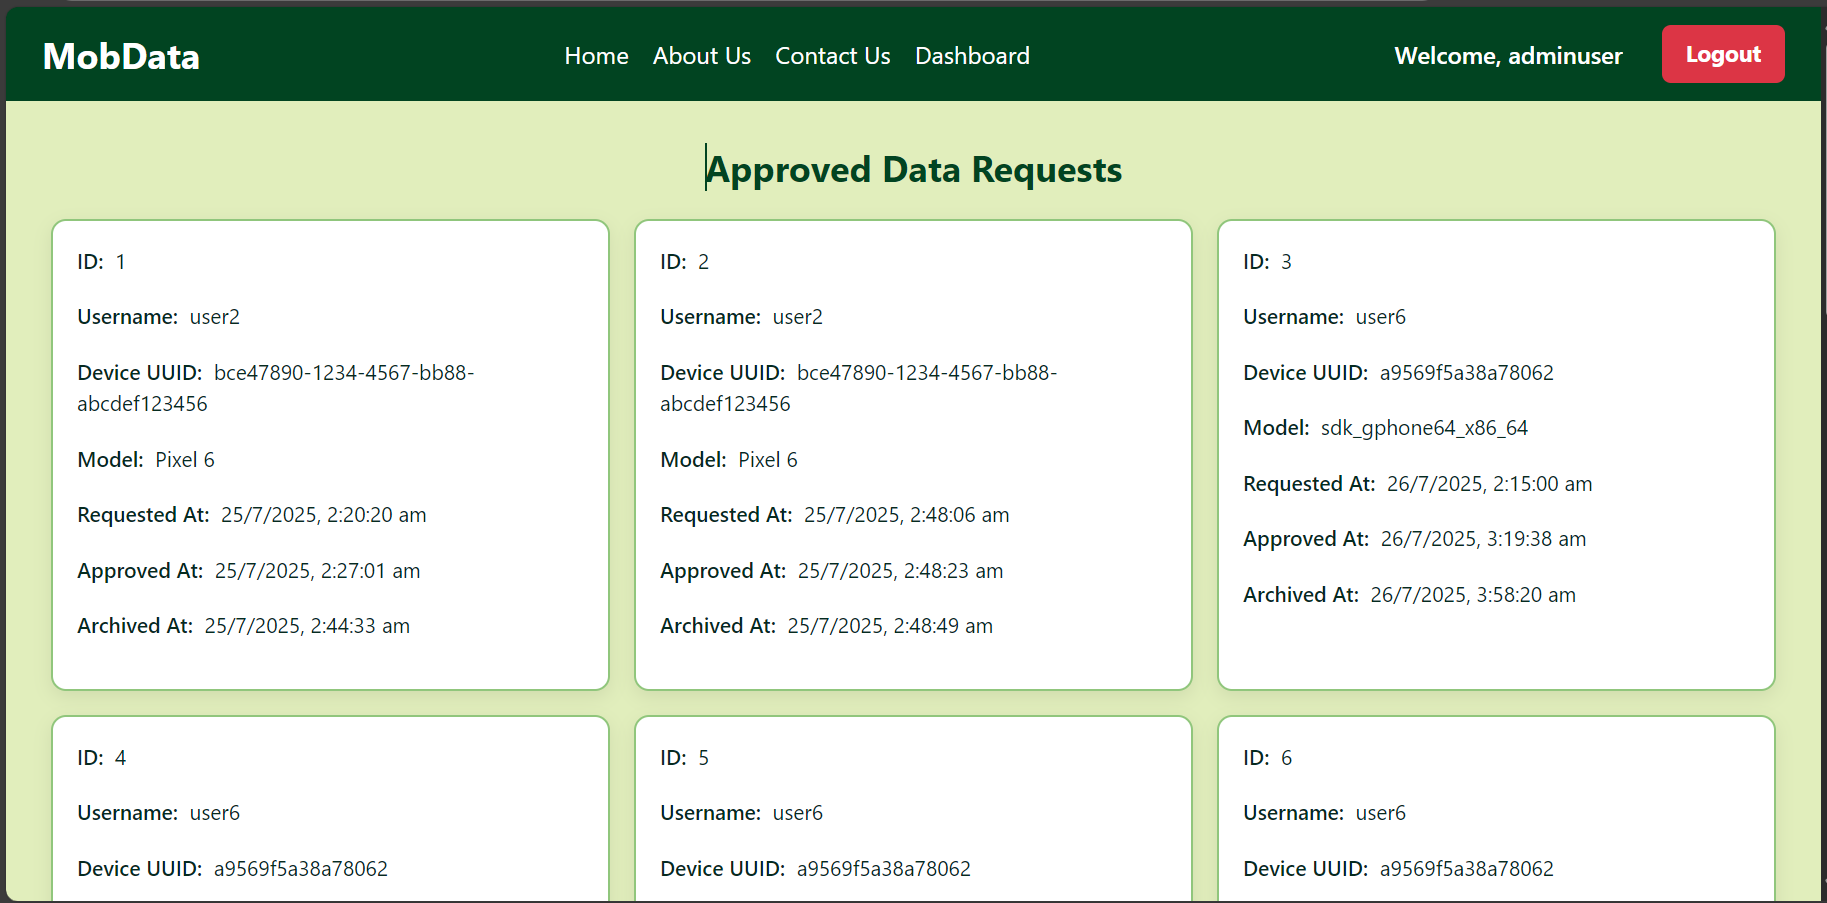 MobData
Home About Us Contact Us Dashboard
Welcome, adminuser
Logout
Approved Data Requests
ID: 1
Username: user2
Device UUID: bce47890-1234-4567-bb88-
abcdef123456
Model: Pixel 6
Requested At: 25/7/2025, 2:20:20 am
Approved At: 25/7/2025, 2:27:01 am
Archived At: 25/7/2025, 2:44:33 am
ID: 2
Username: user2
Device UUID: bce47890-1234-4567-bb88-
abcdef123456
Model: Pixel 6
Requested At: 25/7/2025, 2:48:06 am
Approved At: 25/7/2025, 2:48:23 am
Archived At: 25/7/2025, 2:48:49 am
ID: 3
Username: user6
Device UUID: a9569f5a38a78062
Model: sdk_gphone64_x86_64
Requested At: 26/7/2025, 2:15:00 am
Approved At: 26/7/2025, 3:19:38 am
Archived At: 26/7/2025, 3:58:20 am
ID: 4
Username: user6
Device UUID: a9569f5a38a78062
ID: 5
Username: user6
Device UUID: a9569f5a38a78062
ID: 6
Username: user6
Device UUID: a9569f5a38a78062